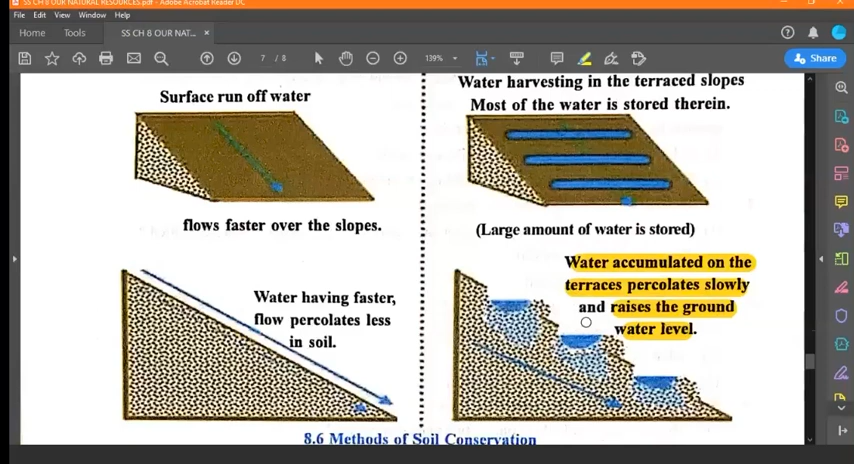 SS CH 8 OUR NATURAL RESOURCES.pdf - Adobe Acrobat Reader DC
File Edit View Window Help
Home Tools SS CH 8 OUR NAT... ×
7 / 8 139% Share
Surface run off water
flows faster over the slopes.
Water having faster,
flow percolates less
in soil.
Water harvesting in the terraced slopes
Most of the water is stored therein.
(Large amount of water is stored)
Water accumulated on the
terraces percolates slowly
and raises the ground
water level.
8.6 Methods of Soil Conservation